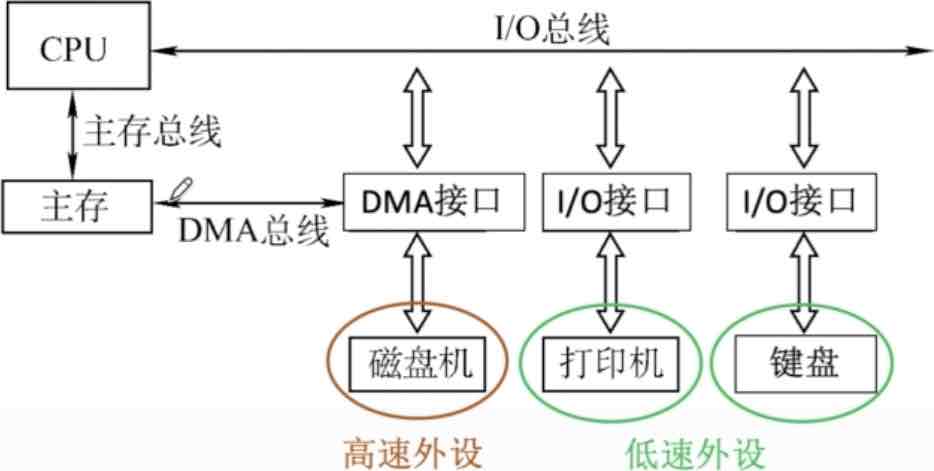 CPU
I/O总线
主存总线
主存
DMA总线
DMA接口
I/O接口
I/O接口
磁盘机
打印机
键盘
高速外设
低速外设